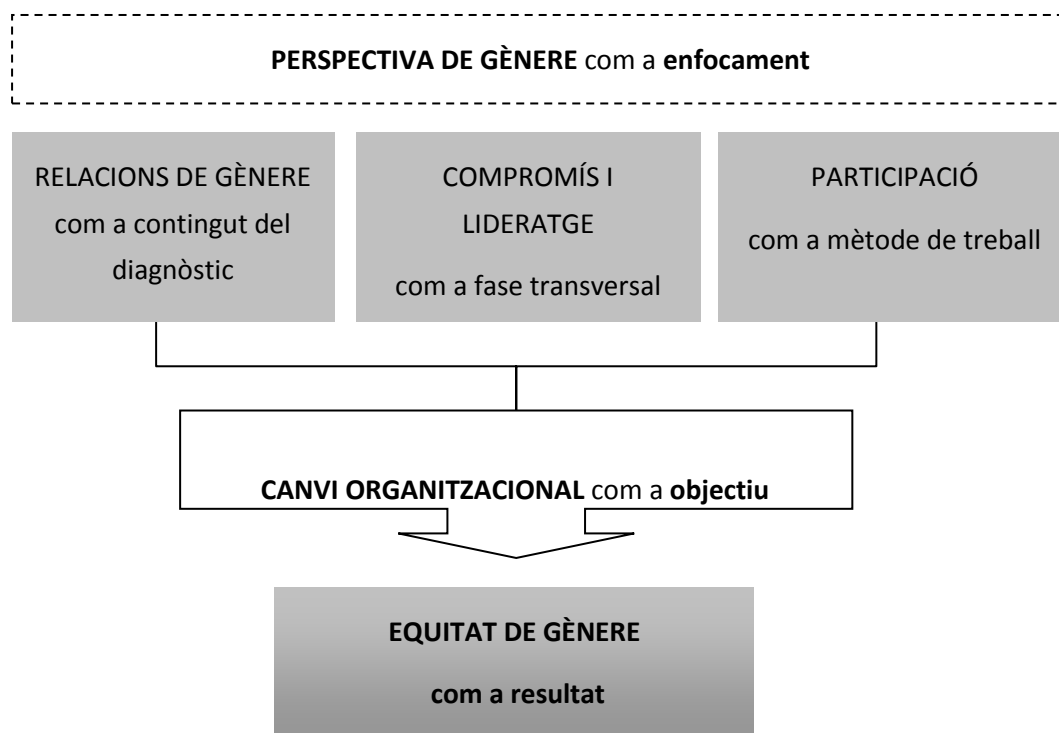 PERSPECTIVA DE GÈNERE com a enfocament
RELACIONS DE GÈNERE
com a contingut del
diagnòstic
COMPROMÍS I
LIDERATGE
com a fase transversal
PARTICIPACIÓ
com a mètode de treball
CANVI ORGANITZACIONAL com a objectiu
EQUITAT DE GÈNERE
com a resultat